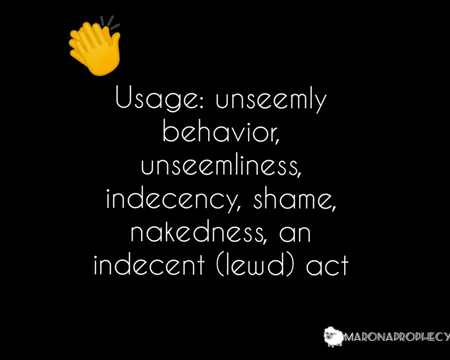 Usage: unseemly
behavior,
unseemliness,
indecency, shame,
nakedness, an
indecent (lewd) act
MARONAPROPHECY